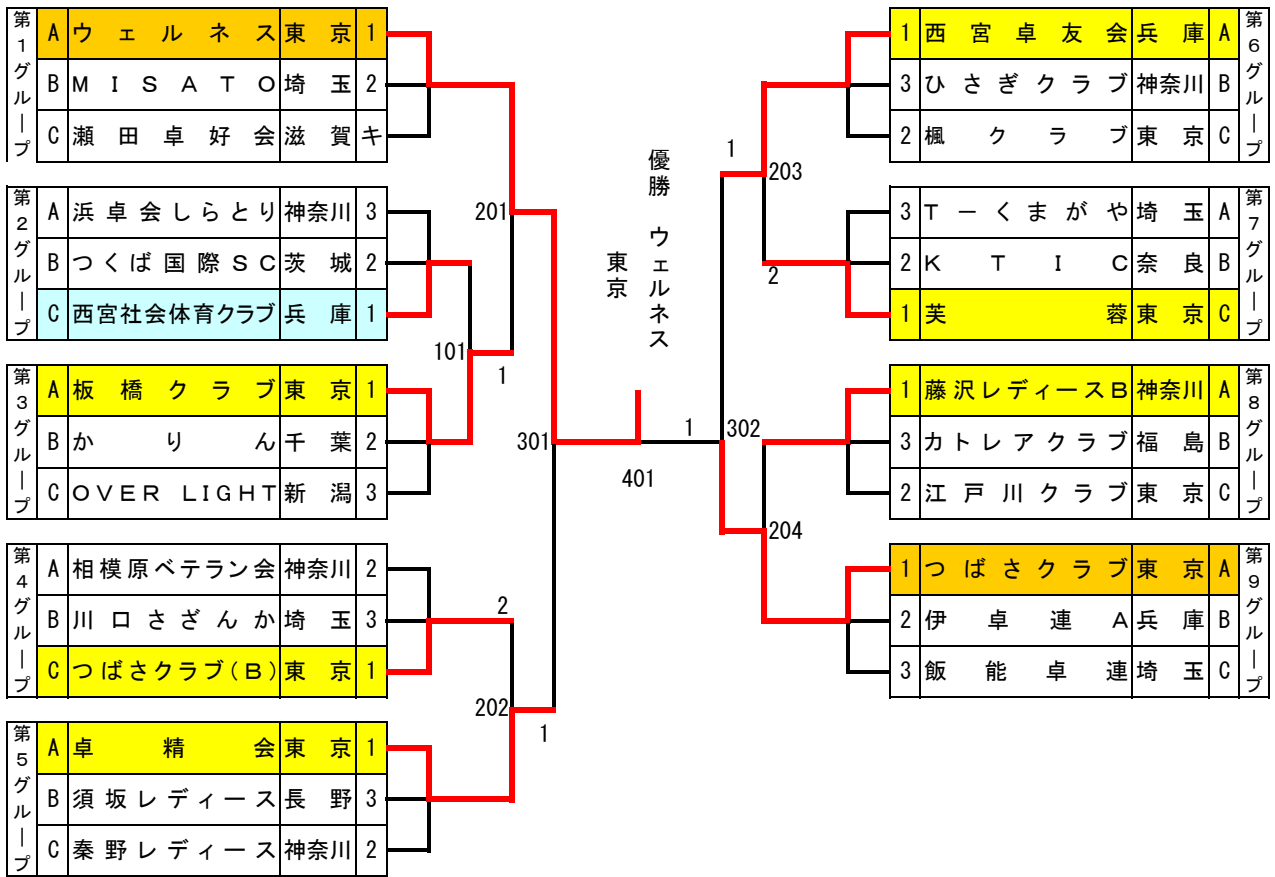 第1グループ
A ウェルネス 東京 1
B MISATO 埼玉 2
C 瀬田卓好会 滋賀 キ
第2グループ
A 浜卓会しらとり 神奈川 3
B つくば国際SC 茨城 2
C 西宮社会体育クラブ 兵庫 1
第3グループ
A 板橋クラブ 東京 1
B かりん 千葉 2
C OVER LIGHT 新潟 3
第4グループ
A 相模原ベテラン会 神奈川 2
B 川口さざんか 埼玉 3
C つばさクラブ(B) 東京 1
第5グループ
A 卓精会 東京 1
B 須坂レディース 長野 3
C 秦野レディース 神奈川 2
201
101
1
301
2
202
1
優勝 ウェルネス
東京
401
1
1
203
2
302
204
第6グループ
1 西宮卓友会 兵庫 A
3 ひさぎクラブ 神奈川 B
2 楓クラブ 東京 C
第7グループ
3 Tーくまがや 埼玉 A
2 KTIC 奈良 B
1 芙蓉 東京 C
第8グループ
1 藤沢レディースB 神奈川 A
3 カトレアクラブ 福島 B
2 江戸川クラブ 東京 C
第9グループ
1 つばさクラブ 東京 A
2 伊卓連A 兵庫 B
3 飯能卓連 埼玉 C